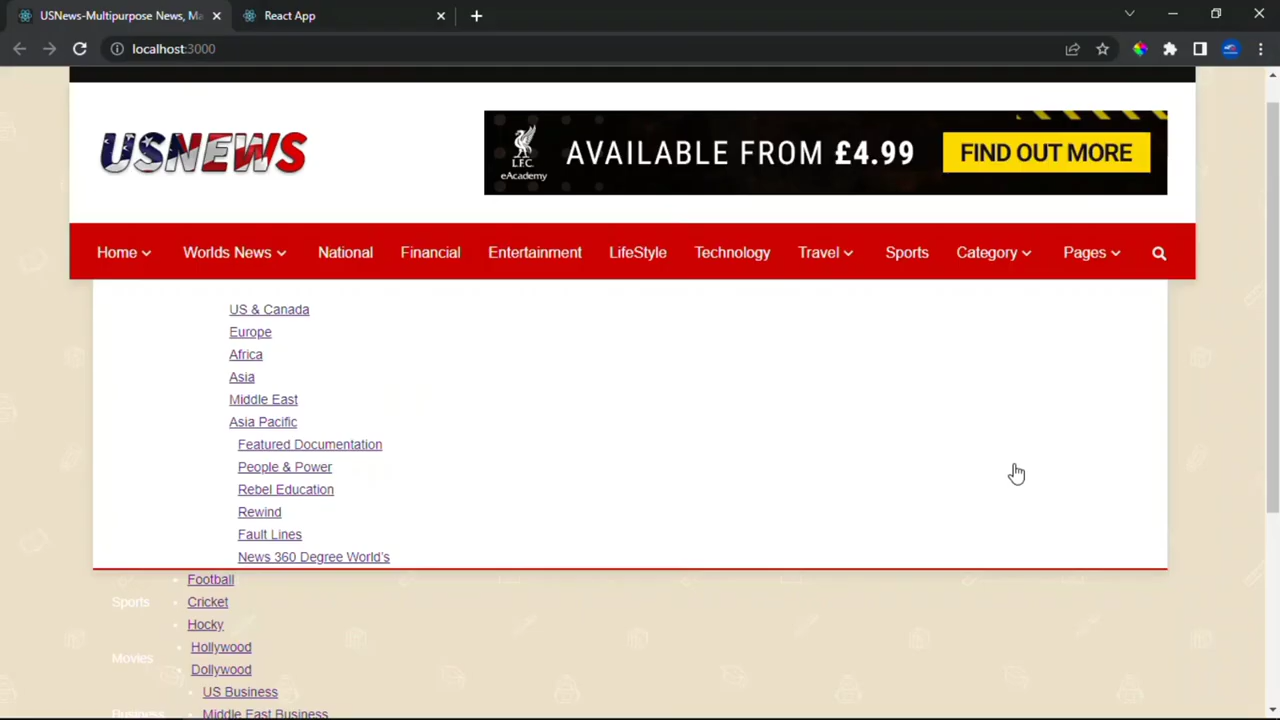 USNews-Multipurpose News, Ma
React App
localhost:3000
USNEWS
L.F.C.
eAcademy
AVAILABLE FROM £4.99
FIND OUT MORE
Home
Worlds News
National
Financial
Entertainment
LifeStyle
Technology
Travel
Sports
Category
Pages
US & Canada
Europe
Africa
Asia
Middle East
Asia Pacific
Featured Documentation
People & Power
Rebel Education
Rewind
Fault Lines
News 360 Degree World's
Football
Sports
Cricket
Hocky
Hollywood
Movies
Dollywood
US Business
Business
Middle East Business